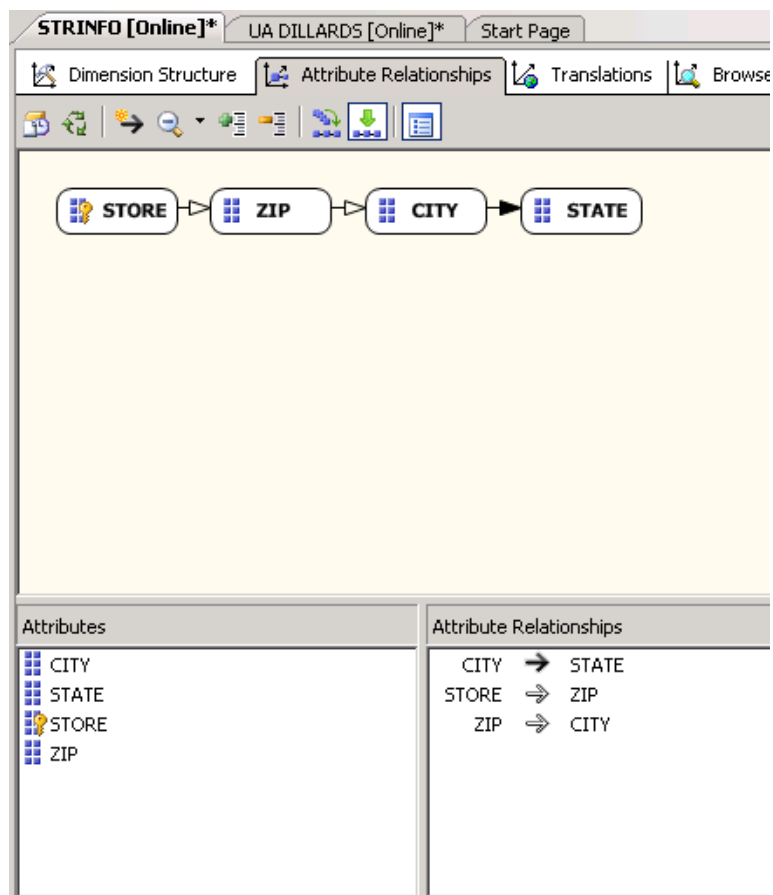 STRINFO [Online]* UA DILLARDS [Online]* Start Page
Dimension Structure Attribute Relationships Translations Browse
STORE ZIP CITY STATE
Attributes
CITY
STATE
STORE
ZIP
Attribute Relationships
CITY STATE
STORE ZIP
ZIP CITY